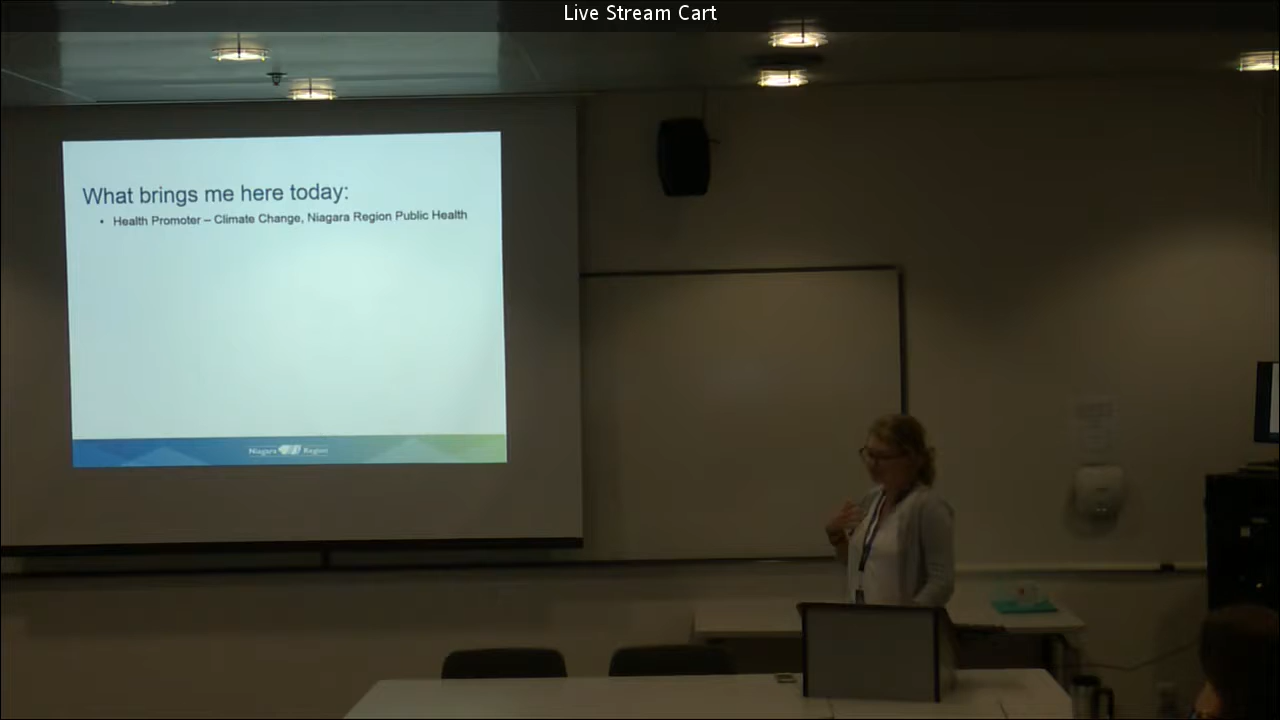 Live Stream Cart
What brings me here today:
• Health Promoter – Climate Change, Niagara Region Public Health
Niagara Region